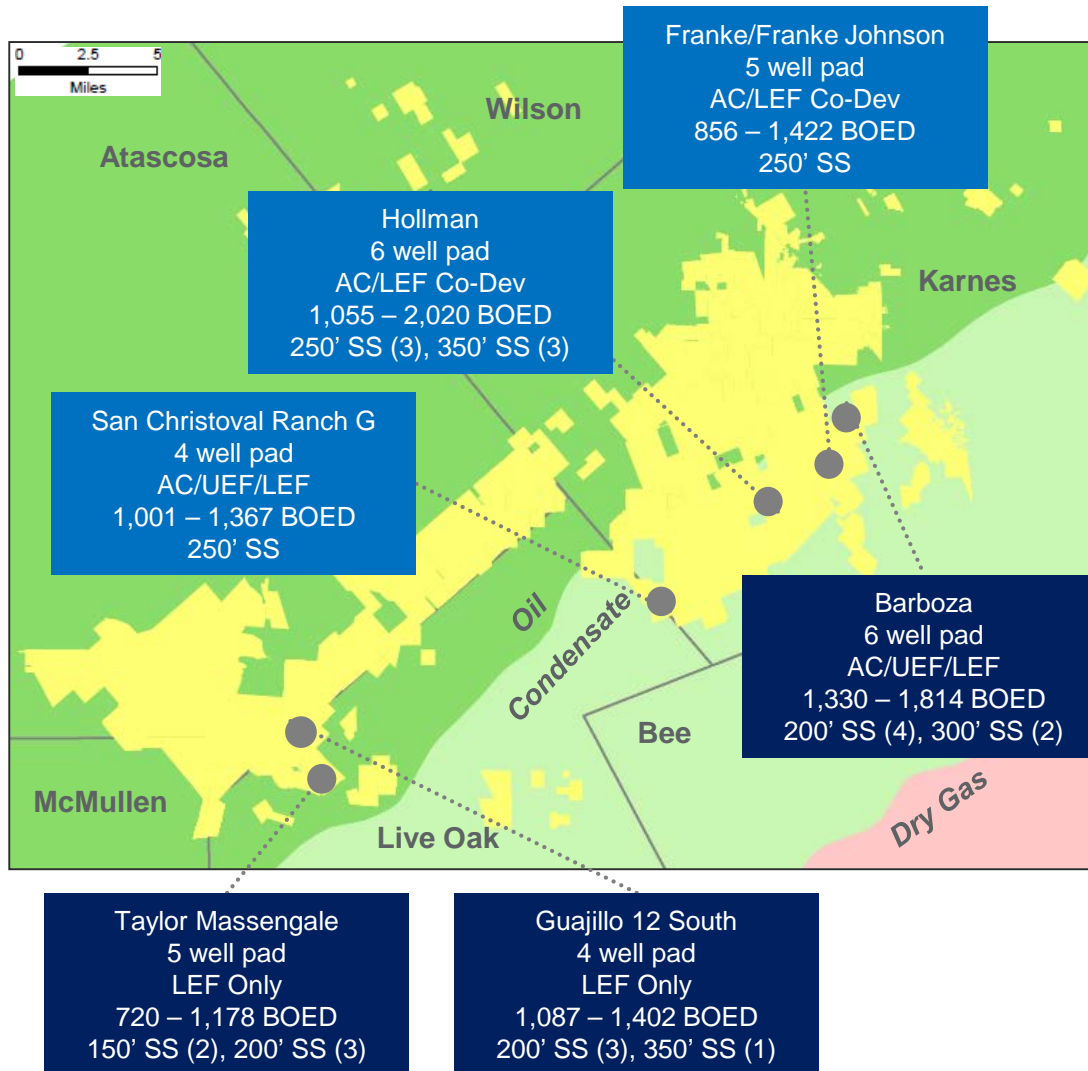 0 2.5 5
Miles
Franke/Franke Johnson
5 well pad
AC/LEF Co-Dev
856 – 1,422 BOED
250’ SS
Wilson
Atascosa
Hollman
6 well pad
AC/LEF Co-Dev
1,055 – 2,020 BOED
250’ SS (3), 350’ SS (3)
Karnes
San Christoval Ranch G
4 well pad
AC/UEF/LEF
1,001 – 1,367 BOED
250’ SS
Oil
Condensate
Barboza
6 well pad
AC/UEF/LEF
1,330 – 1,814 BOED
200’ SS (4), 300’ SS (2)
Bee
McMullen
Live Oak
Dry Gas
Taylor Massengale
5 well pad
LEF Only
720 – 1,178 BOED
150’ SS (2), 200’ SS (3)
Guajillo 12 South
4 well pad
LEF Only
1,087 – 1,402 BOED
200’ SS (3), 350’ SS (1)